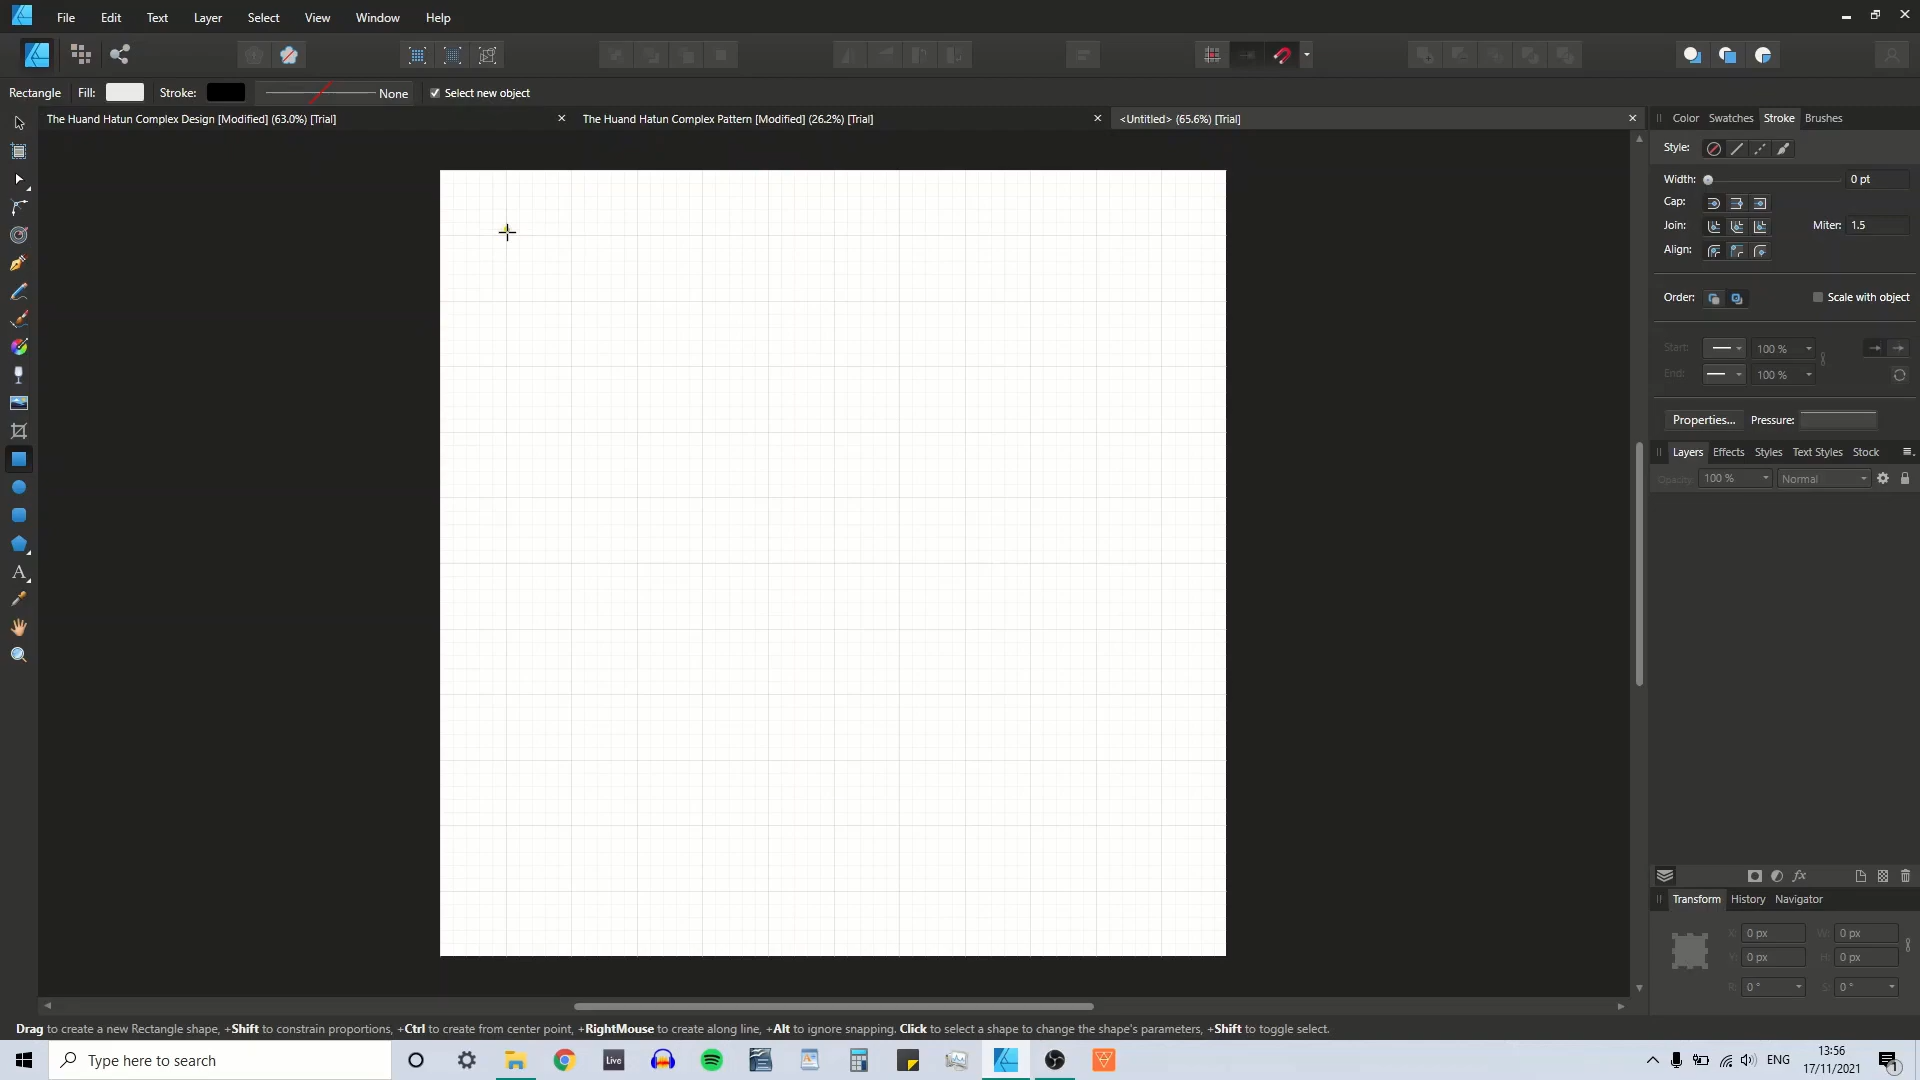 File Edit Text Layer Select View Window Help
Rectangle Fill: Stroke: None Select new object
The Huand Hatun Complex Design [Modified] (63.0%) [Trial]
The Huand Hatun Complex Pattern [Modified] (26.2%) [Trial]
<Untitled> (65.6%) [Trial]
Color Swatches Stroke Brushes
Style:
Width: 0 pt
Cap:
Join: Miter: 1.5
Align:
Order: Scale with object
Start: 100 %
End: 100 %
Properties... Pressure:
Layers Effects Styles Text Styles Stock
Opacity: 100 % Normal
Transform History Navigator
X: 0 px W: 0 px
Y: 0 px H: 0 px
R: 0 ° S: 0 °
Drag to create a new Rectangle shape, +Shift to constrain proportions, +Ctrl to create from center point, +RightMouse to create along line, +Alt to ignore snapping. Click to select a shape to change the shape's parameters, +Shift to toggle select.
Type here to search
Live
ENG
13:56
17/11/2021
1